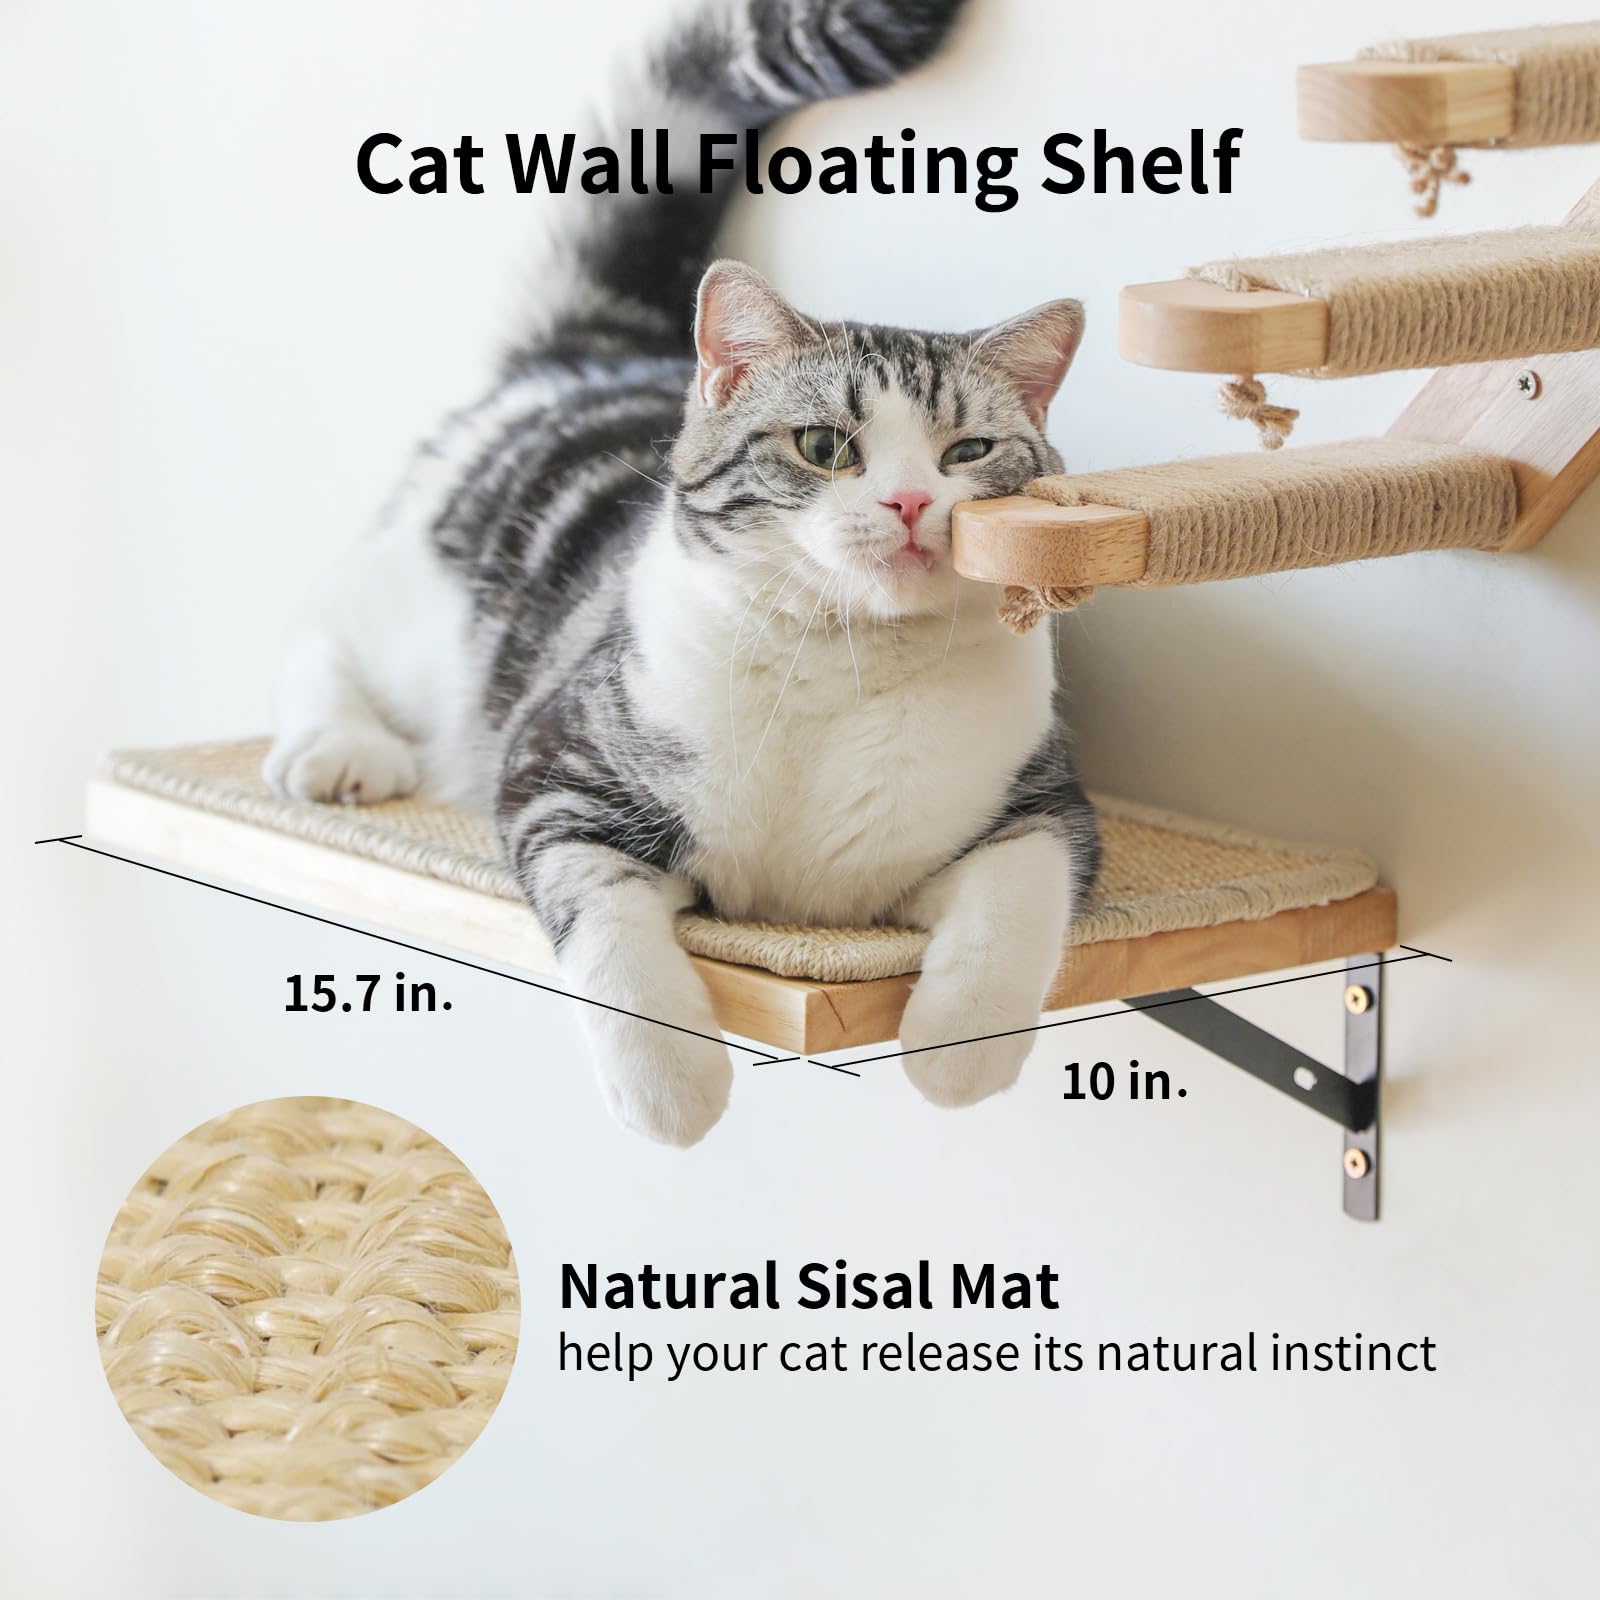 Cat Wall Floating Shelf
15.7 in.
10 in.
Natural Sisal Mat
help your cat release its natural instinct